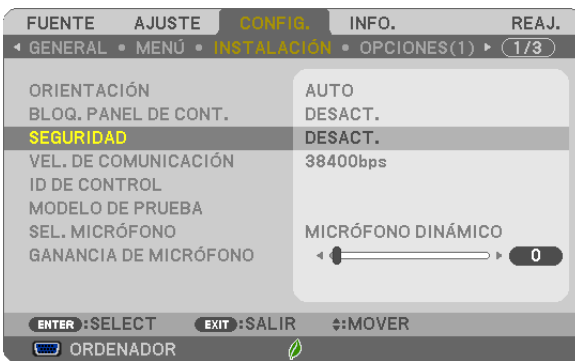 FUENTE AJUSTE CONFIG. INFO. REAJ.
GENERAL • MENÚ • INSTALACIÓN • OPCIONES(1) 1/3
ORIENTACIÓN AUTO
BLOQ. PANEL DE CONT. DESACT.
SEGURIDAD DESACT.
VEL. DE COMUNICACIÓN 38400bps
ID DE CONTROL
MODELO DE PRUEBA
SEL. MICRÓFONO MICRÓFONO DINÁMICO
GANANCIA DE MICRÓFONO 0
ENTER :SELECT EXIT :SALIR :MOVER
ORDENADOR